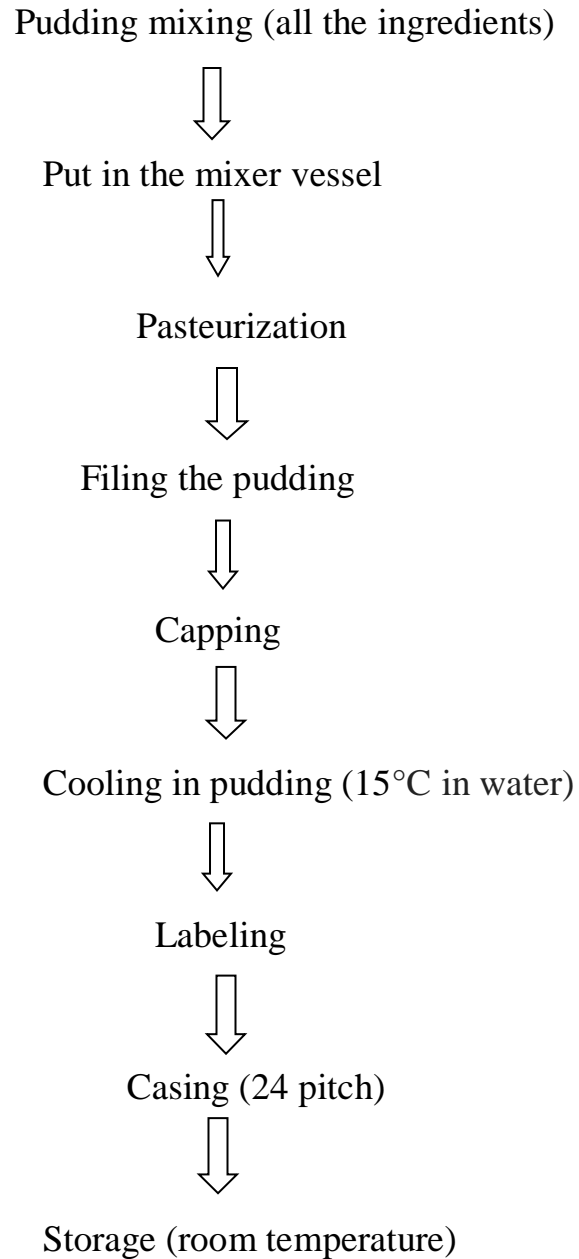 Pudding mixing (all the ingredients)
Put in the mixer vessel
Pasteurization
Filing the pudding
Capping
Cooling in pudding (15°C in water)
Labeling
Casing (24 pitch)
Storage (room temperature)